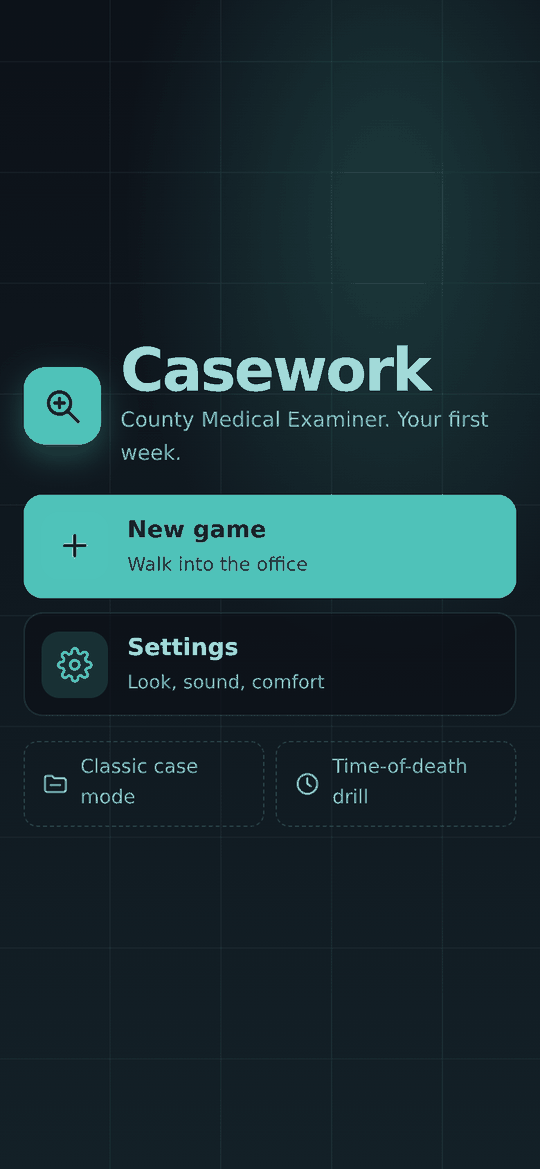 Casework
County Medical Examiner. Your first
week.
New game
Walk into the office
Settings
Look, sound, comfort
Classic case
mode
Time-of-death
drill